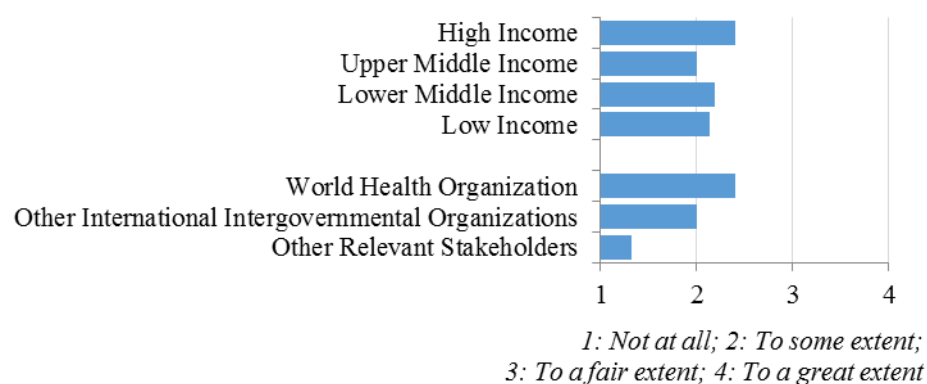 High Income
Upper Middle Income
Lower Middle Income
Low Income
World Health Organization
Other International Intergovernmental Organizations
Other Relevant Stakeholders
1 2 3 4
1: Not at all; 2: To some extent;
3: To a fair extent; 4: To a great extent